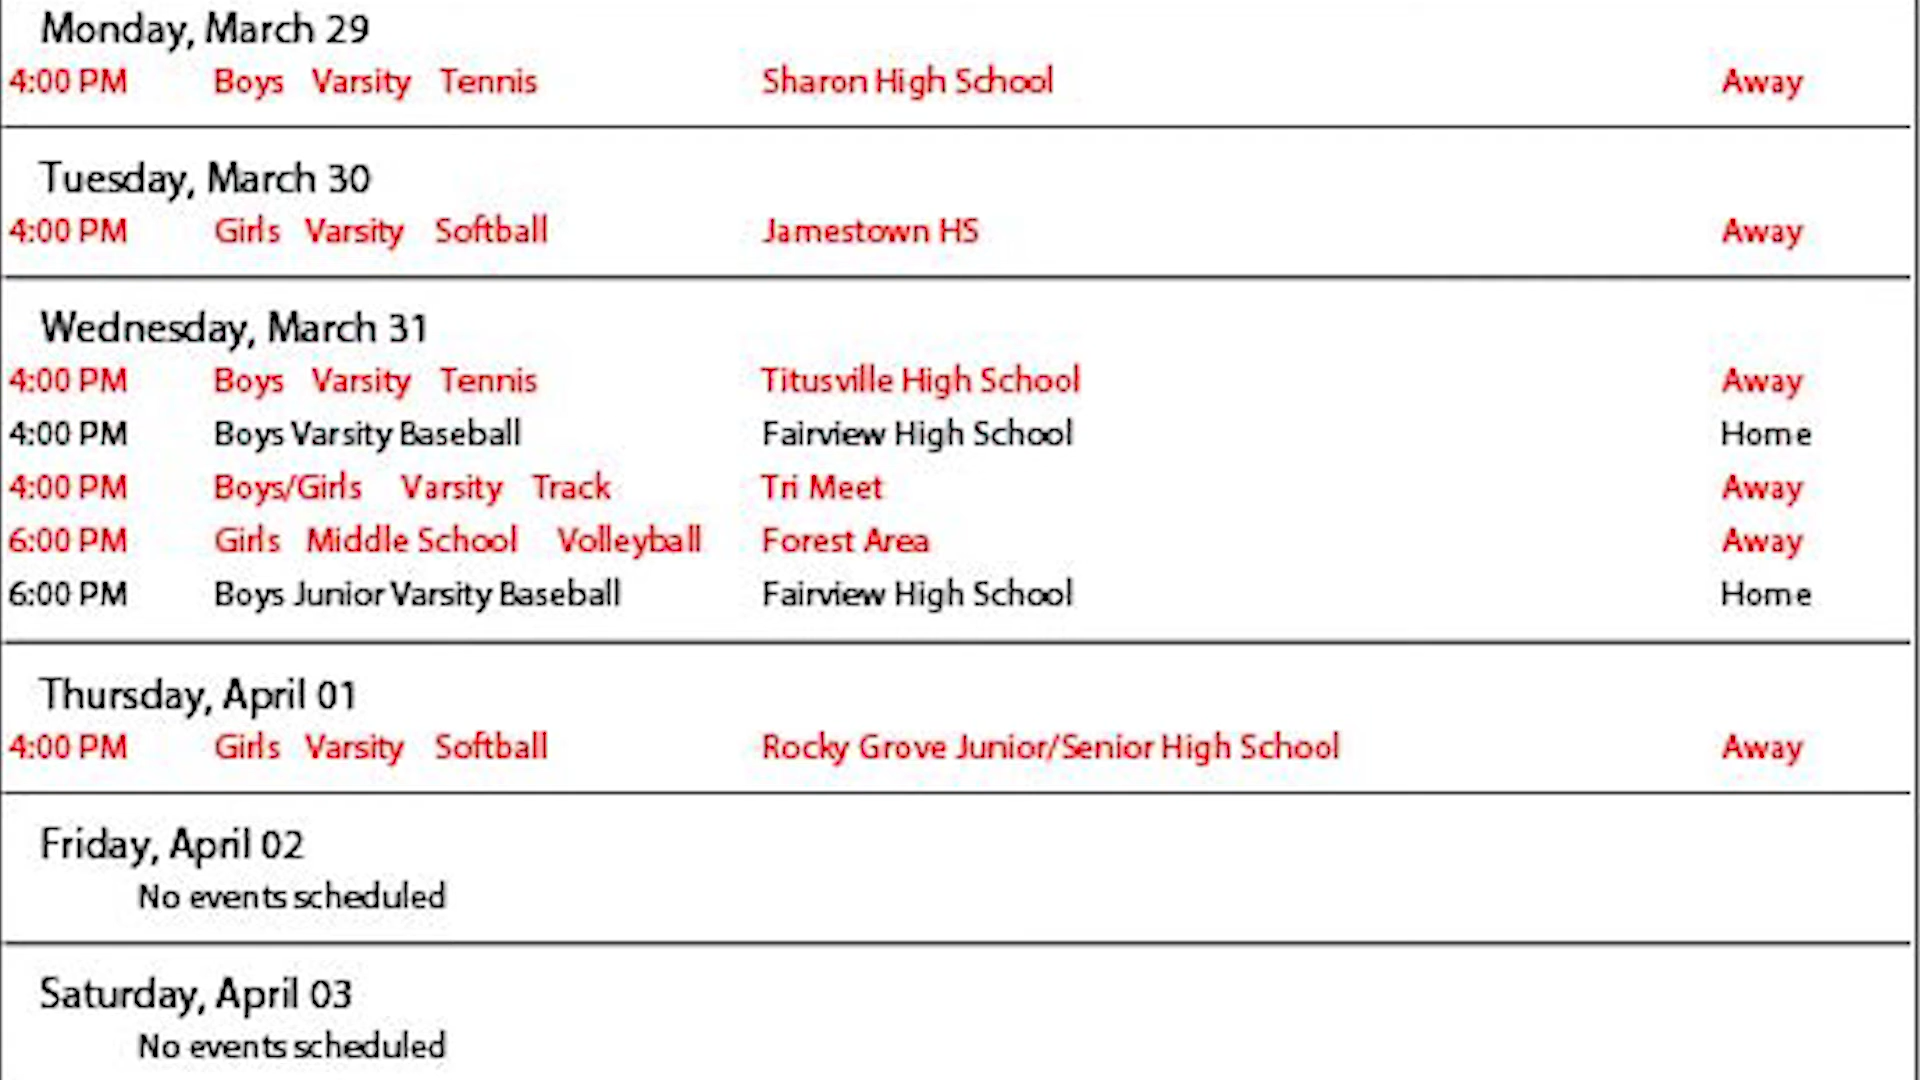 Monday, March 29
4:00 PM Boys Varsity Tennis Sharon High School Away
Tuesday, March 30
4:00 PM Girls Varsity Softball Jamestown HS Away
Wednesday, March 31
4:00 PM Boys Varsity Tennis Titusville High School Away
4:00 PM Boys Varsity Baseball Fairview High School Home
4:00 PM Boys/Girls Varsity Track Tri Meet Away
6:00 PM Girls Middle School Volleyball Forest Area Away
6:00 PM Boys Junior Varsity Baseball Fairview High School Home
Thursday, April 01
4:00 PM Girls Varsity Softball Rocky Grove Junior/Senior High School Away
Friday, April 02
No events scheduled
Saturday, April 03
No events scheduled